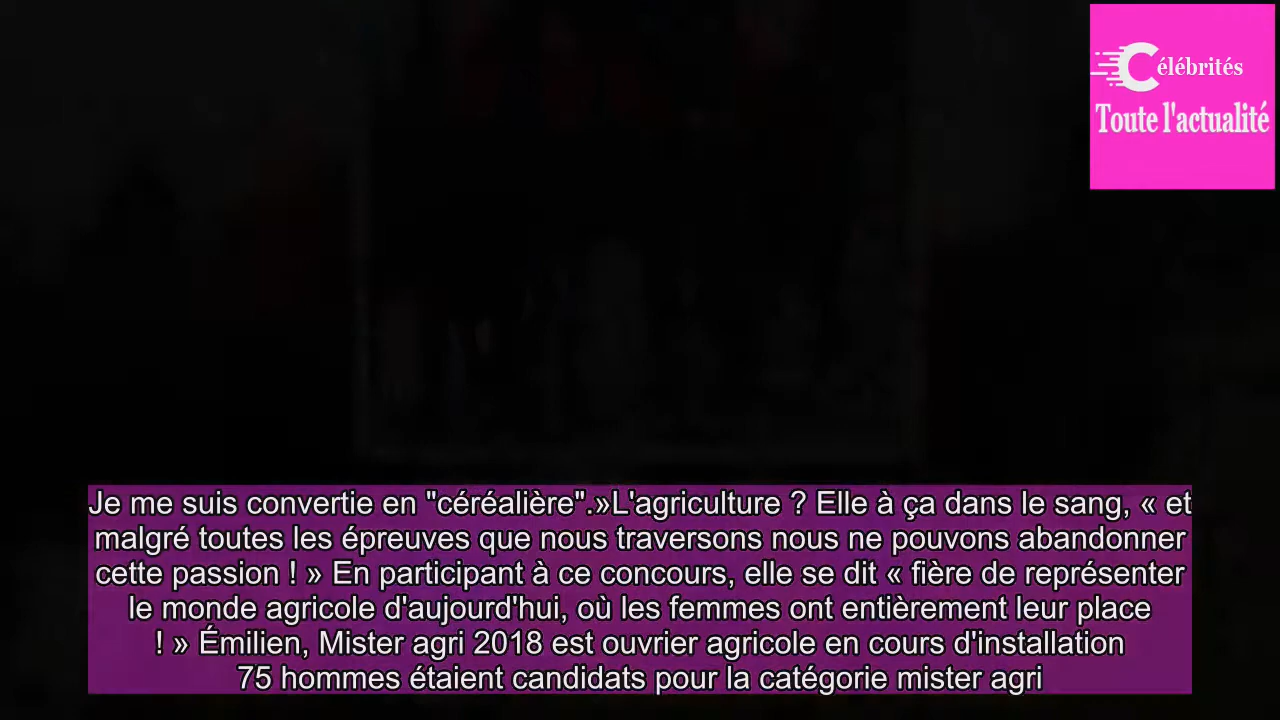 Célébrités
Toute l'actualité
Je me suis convertie en "céréalière".»L'agriculture ? Elle à ça dans le sang, « et
malgré toutes les épreuves que nous traversons nous ne pouvons abandonner
cette passion ! » En participant à ce concours, elle se dit « fière de représenter
le monde agricole d'aujourd'hui, où les femmes ont entièrement leur place
! » Émilien, Mister agri 2018 est ouvrier agricole en cours d'installation
75 hommes étaient candidats pour la catégorie mister agri